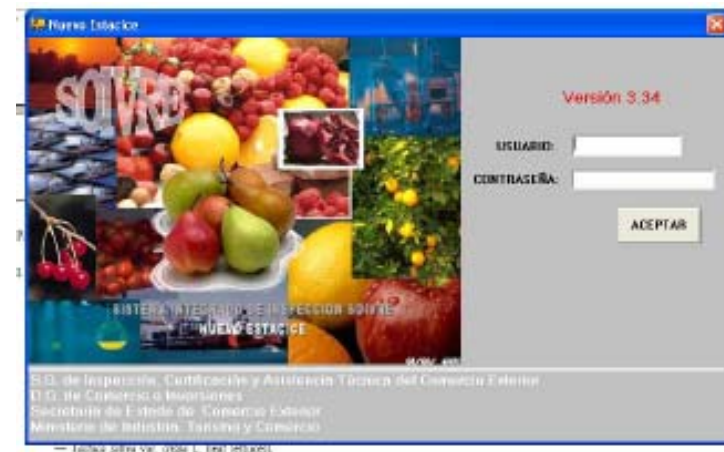 Nuevo Estacice
SOIVRE
Versión 3.34
USUARIO:
CONTRASEÑA:
ACEPTAR
SISTEMA INTEGRADO DE INSPECCION SOIVRE
NUEVO ESTACICE
S.G. de Inspección, Certificación y Asistencia Técnica del Comercio Exterior
D.G. de Comercio e Inversiones
Secretaría de Estado de Comercio Exterior
Ministerio de Industria, Turismo y Comercio